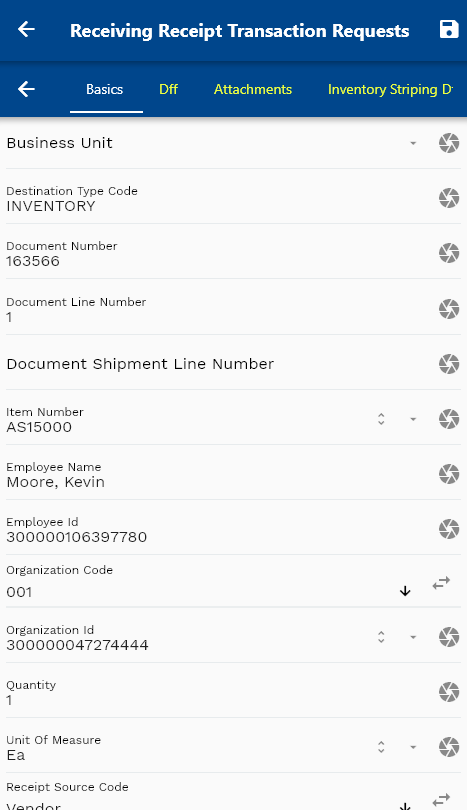 Receiving Receipt Transaction Requests
Basics Dff Attachments Inventory Striping D
Business Unit
Destination Type Code
INVENTORY
Document Number
163566
Document Line Number
1
Document Shipment Line Number
Item Number
AS15000
Employee Name
Moore, Kevin
Employee Id
300000106397780
Organization Code
001
Organization Id
300000047274444
Quantity
1
Unit Of Measure
Ea
Receipt Source Code
Vendor